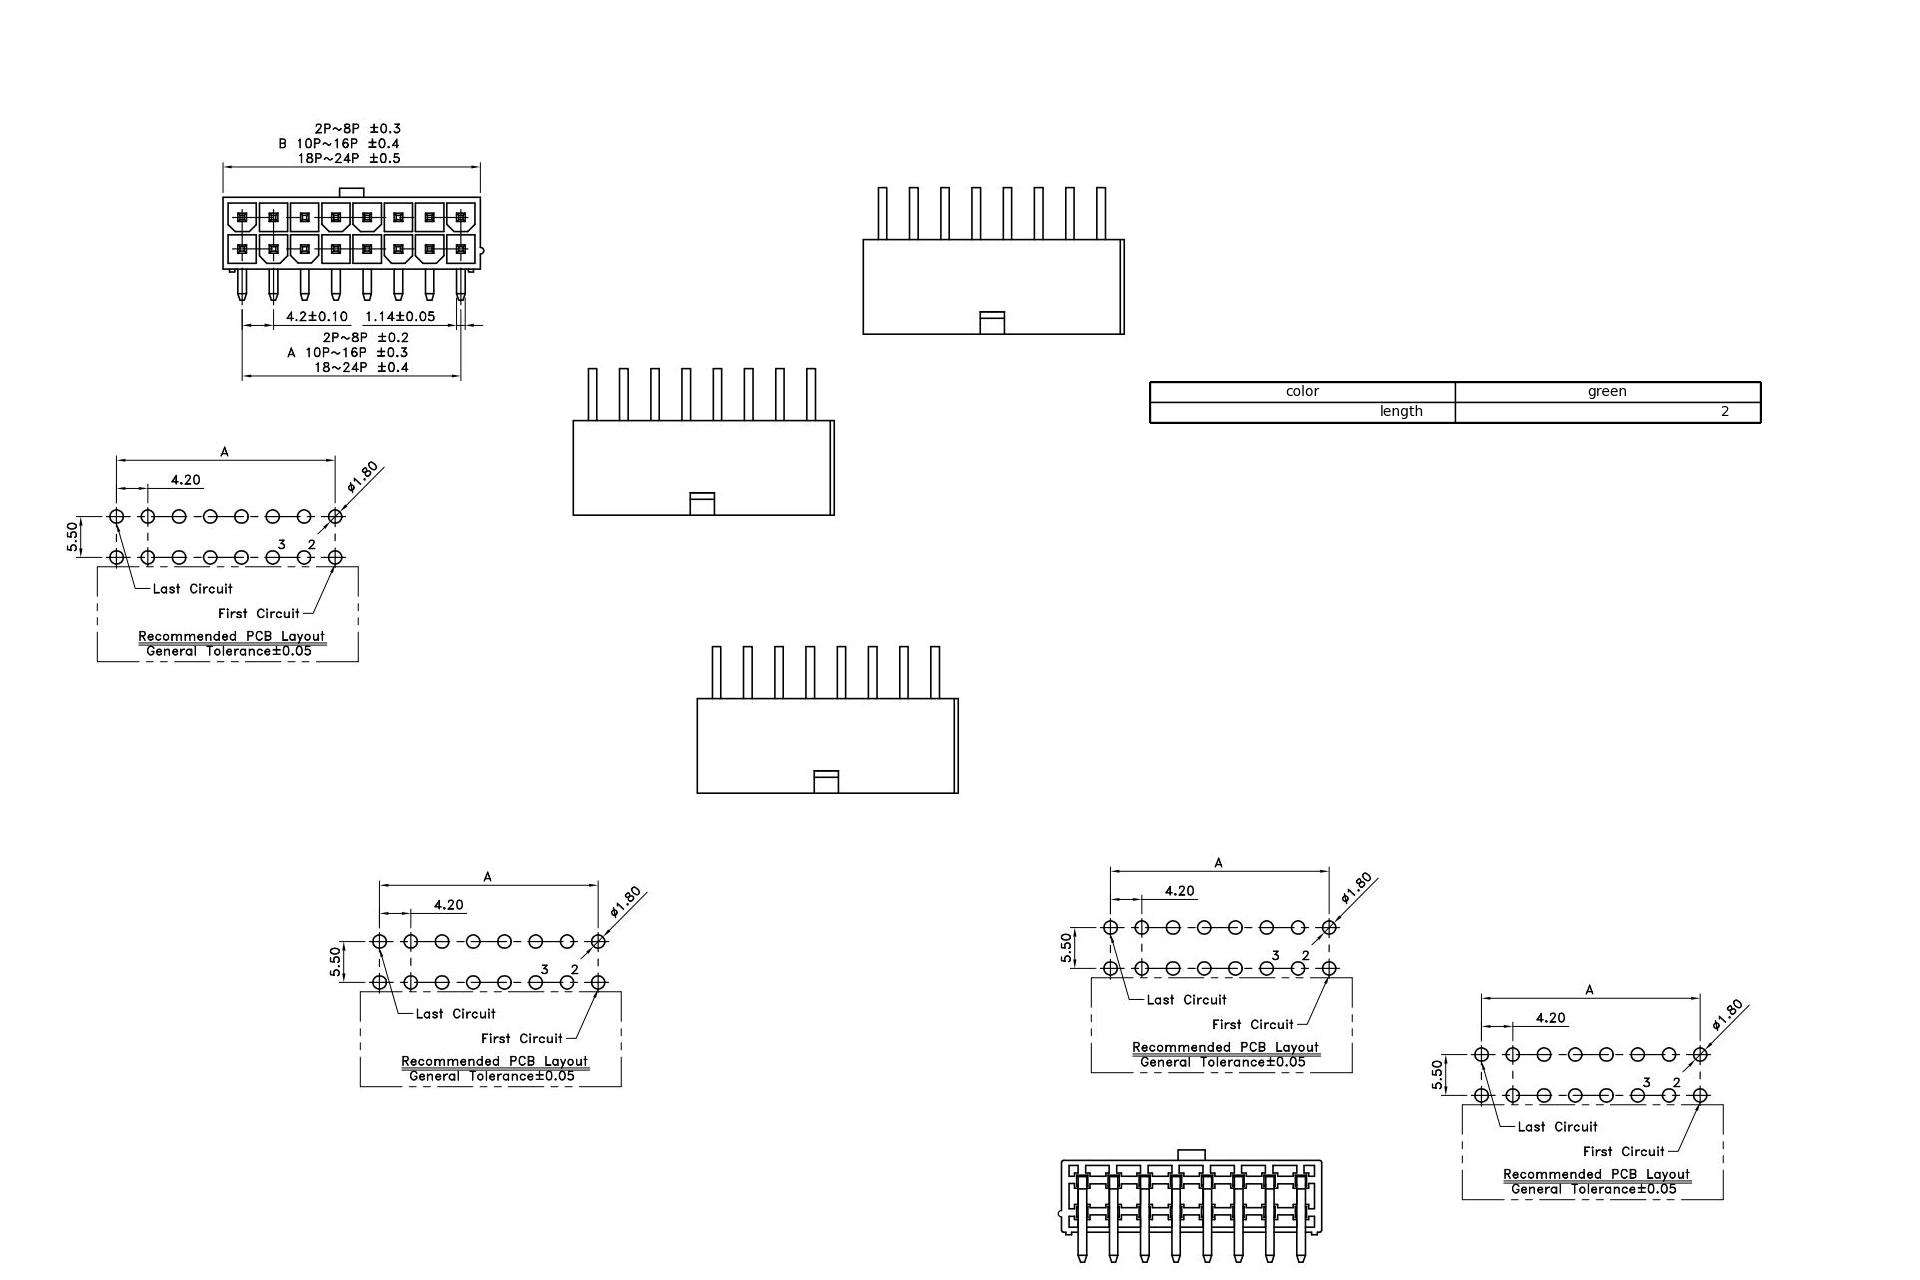 2P~8P ±0.3
B 10P~16P ±0.4
18P~24P ±0.5
4.2±0.10 1.14±0.05
2P~8P ±0.2
A 10P~16P ±0.3
18~24P ±0.4
color green
length 2
A
4.20
ø1.80
5.50
3 2
Last Circuit
First Circuit
Recommended PCB Layout
General Tolerance±0.05
A
4.20
ø1.80
5.50
3 2
Last Circuit
First Circuit
Recommended PCB Layout
General Tolerance±0.05
A
4.20
ø1.80
5.50
3 2
Last Circuit
First Circuit
Recommended PCB Layout
General Tolerance±0.05
A
4.20
ø1.80
5.50
3 2
Last Circuit
First Circuit
Recommended PCB Layout
General Tolerance±0.05